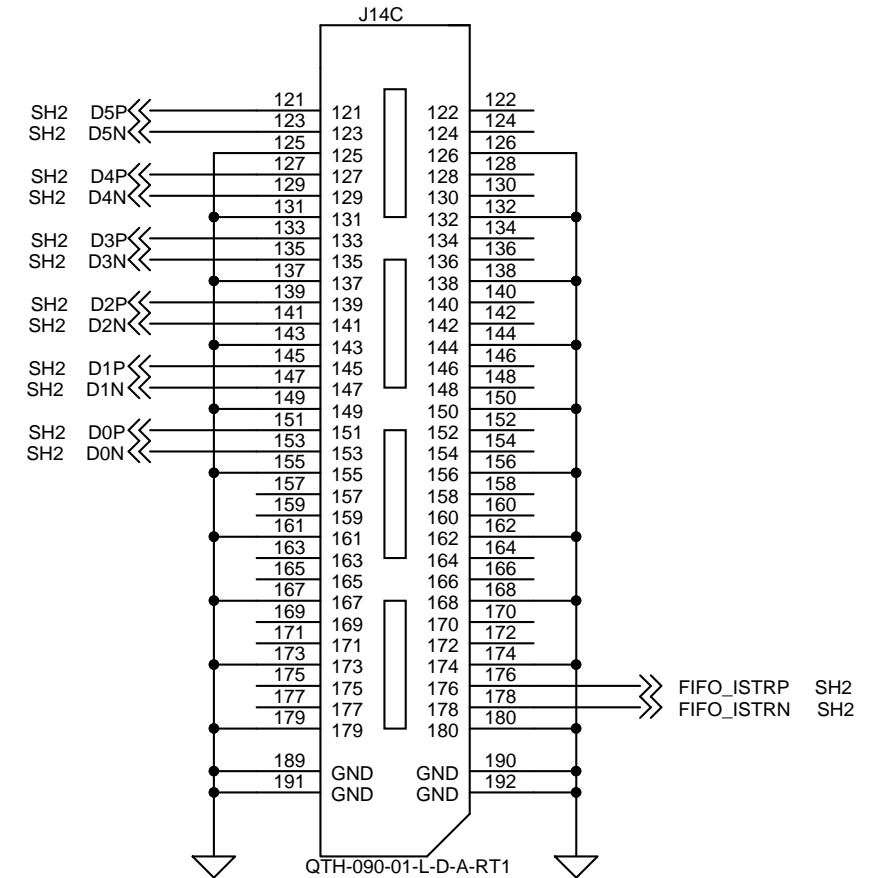 J14C
121 121 122 122
SH2 D5P
123 123 124 124
SH2 D5N
125 125 126 126
127 127 128 128
SH2 D4P
129 129 130 130
SH2 D4N
131 131 132 132
133 133 134 134
SH2 D3P
135 135 136 136
SH2 D3N
137 137 138 138
139 139 140 140
SH2 D2P
141 141 142 142
SH2 D2N
143 143 144 144
145 145 146 146
SH2 D1P
147 147 148 148
SH2 D1N
149 149 150 150
151 151 152 152
SH2 D0P
153 153 154 154
SH2 D0N
155 155 156 156
157 157 158 158
159 159 160 160
161 161 162 162
163 163 164 164
165 165 166 166
167 167 168 168
169 169 170 170
171 171 172 172
173 173 174 174
175 175 176 176
FIFO_ISTRP SH2
177 177 178 178
FIFO_ISTRN SH2
179 179 180 180
189 GND GND 190
191 GND GND 192
QTH-090-01-L-D-A-RT1